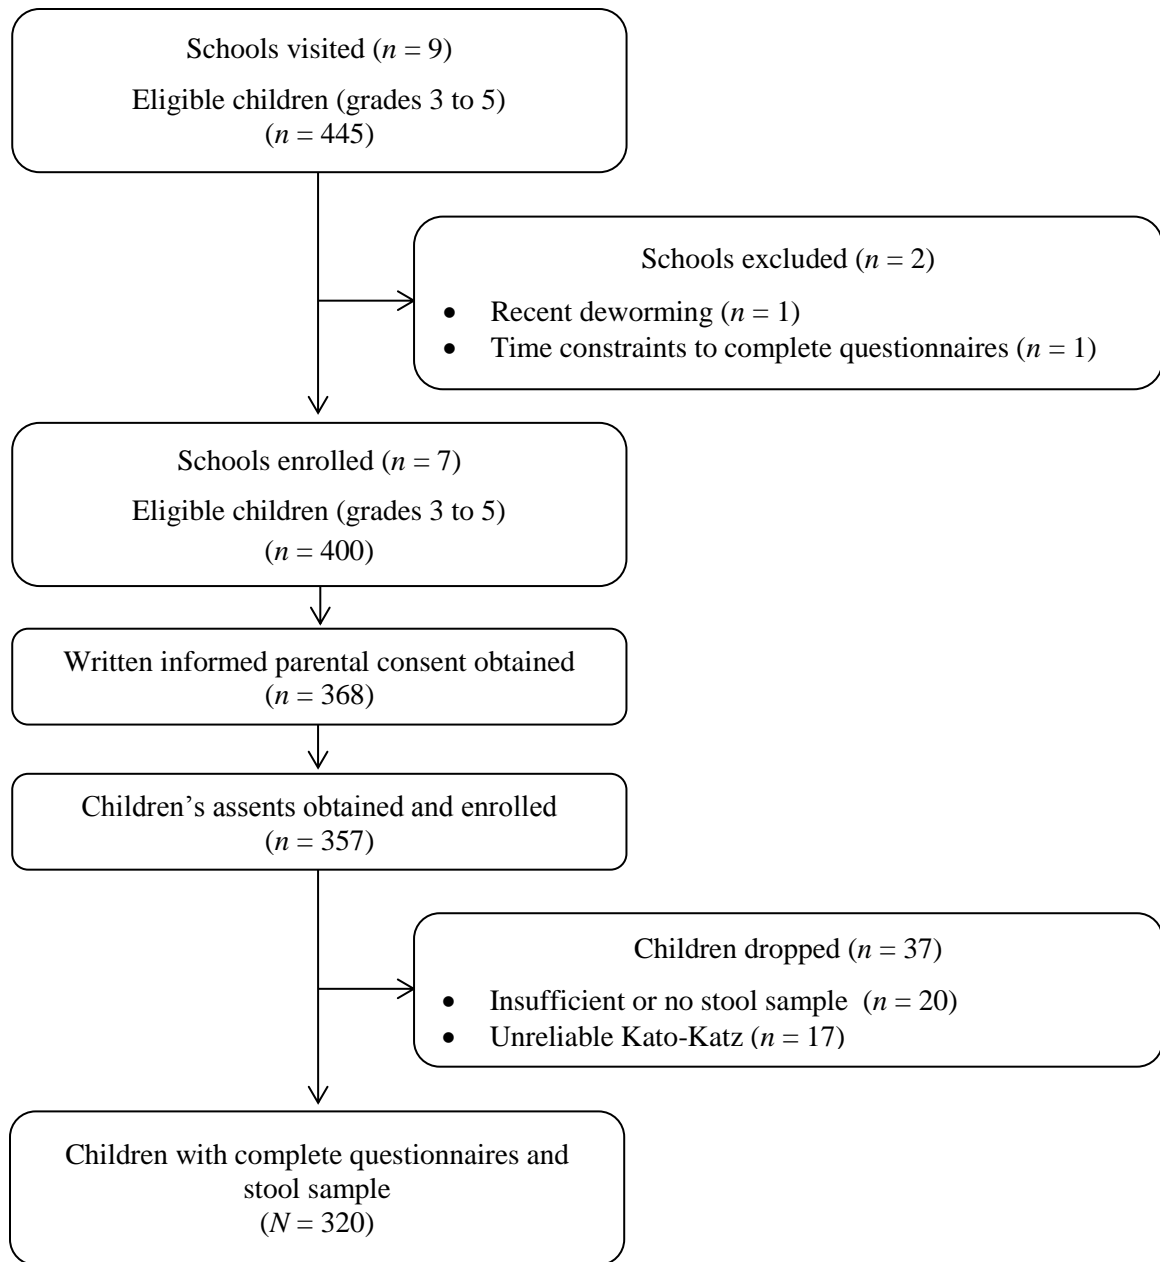 Schools visited (n = 9)
Eligible children (grades 3 to 5)
(n = 445)
Schools excluded (n = 2)
• Recent deworming (n = 1)
• Time constraints to complete questionnaires (n = 1)
Schools enrolled (n = 7)
Eligible children (grades 3 to 5)
(n = 400)
Written informed parental consent obtained
(n = 368)
Children’s assents obtained and enrolled
(n = 357)
Children dropped (n = 37)
• Insufficient or no stool sample (n = 20)
• Unreliable Kato-Katz (n = 17)
Children with complete questionnaires and
stool sample
(N = 320)